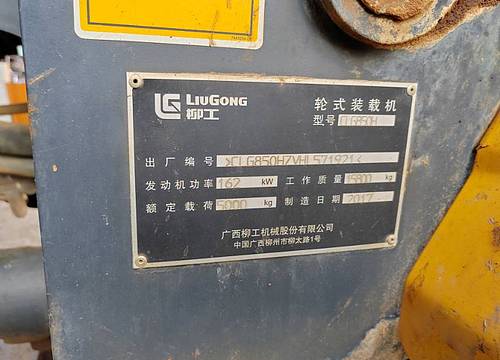 LIUGONG
柳工
轮式装载机
型号 CLG850H
出厂编号 >CLG850HZVHL571921<
发动机功率 162 kW 工作质量 15800 kg
额定载荷 5000 kg 制造日期 2017
广西柳工机械股份有限公司
中国广西柳州市柳太路1号